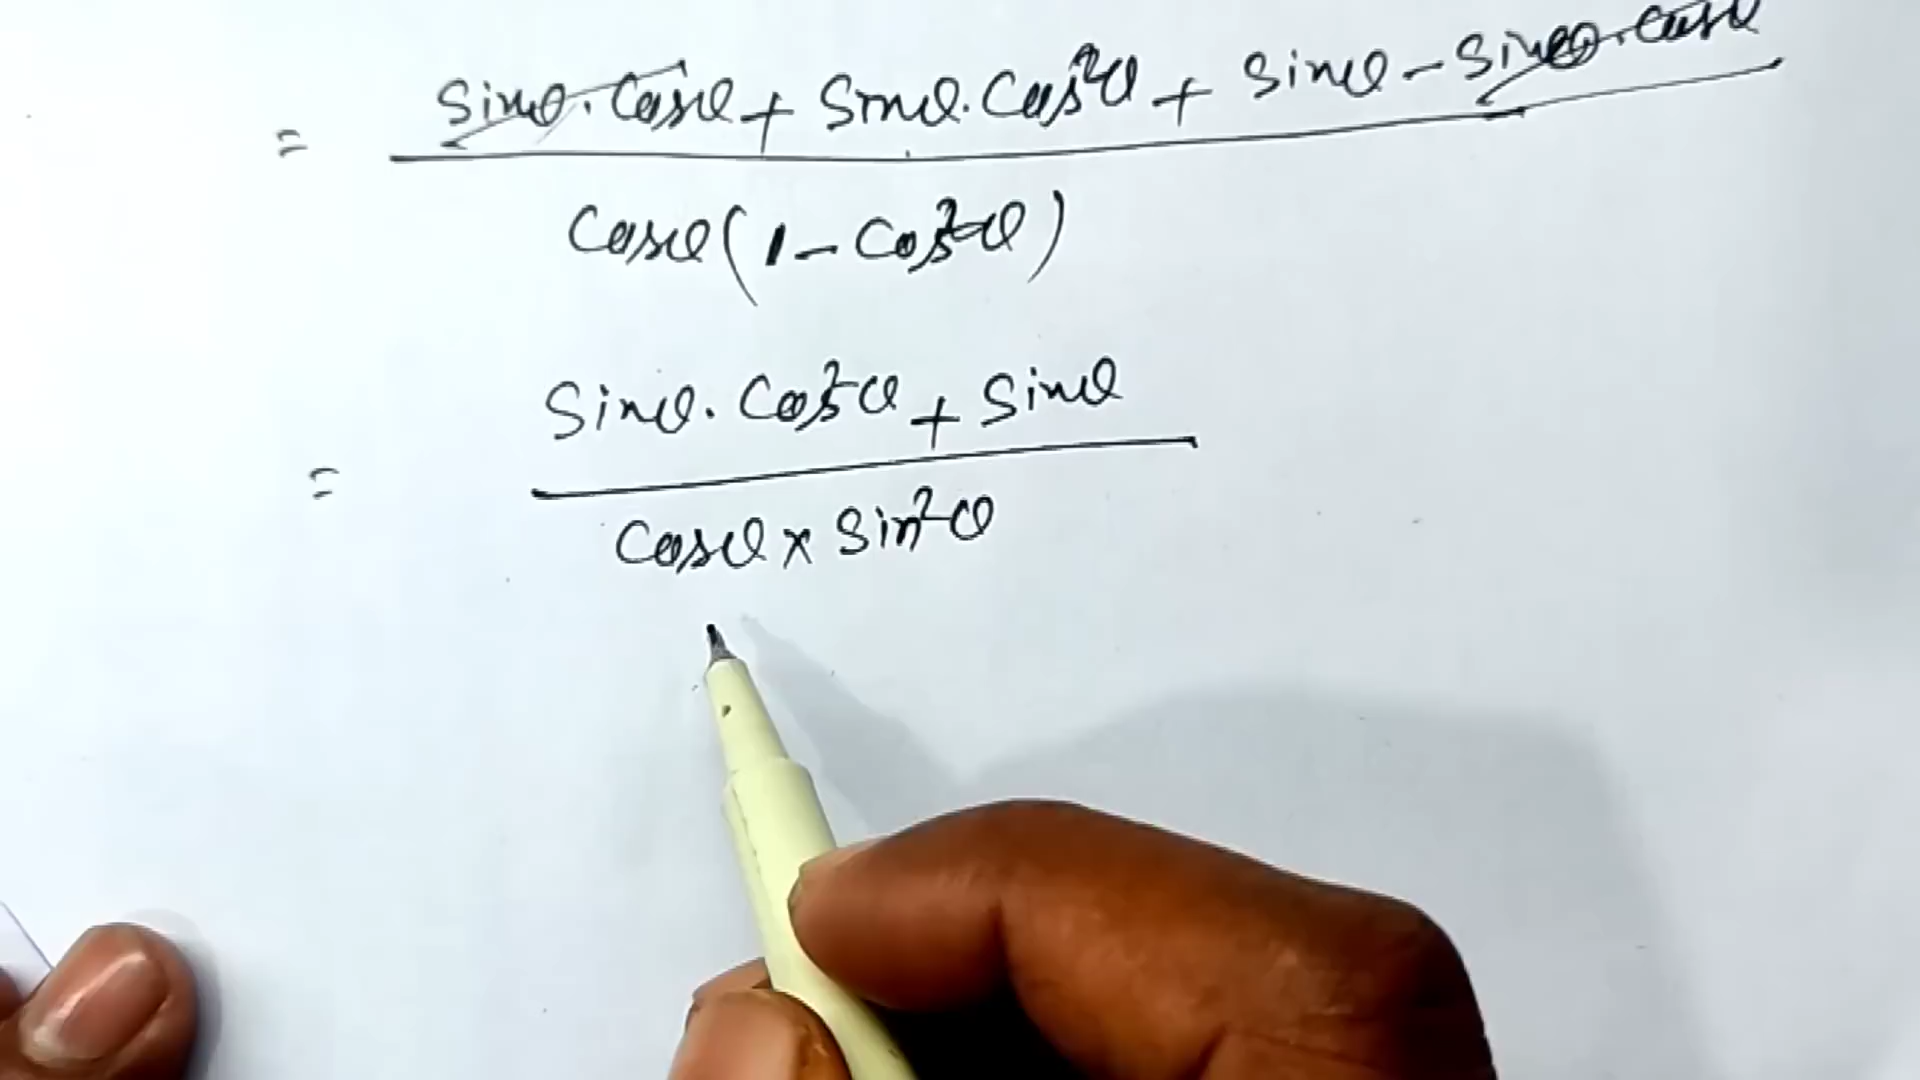 Sinθ.Cosθ + Sinθ.Cos²θ + Sinθ - Sinθ.Cosθ
=
Cosθ(1 - Cos²θ)
Sinθ.Cos²θ + Sinθ
=
Cosθ × Sin²θ